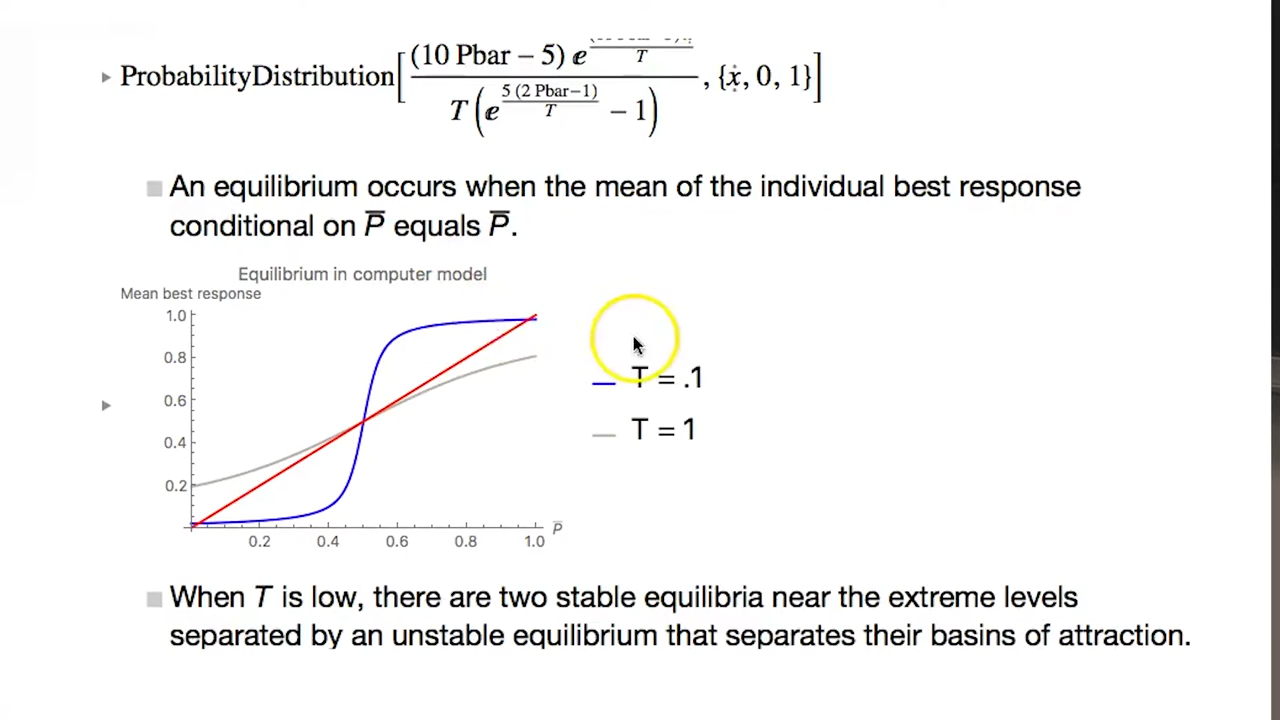 ProbabilityDistribution[ (10 Pbar − 5) ⅇ^( / T) / T (ⅇ^(5 (2 Pbar−1) / T) − 1) , {ẋ, 0, 1}]
An equilibrium occurs when the mean of the individual best response
conditional on P̅ equals P̅.
Equilibrium in computer model
Mean best response
1.0
0.8
0.6
0.4
0.2
0.2 0.4 0.6 0.8 1.0 P̅
T = .1
T = 1
When T is low, there are two stable equilibria near the extreme levels
separated by an unstable equilibrium that separates their basins of attraction.